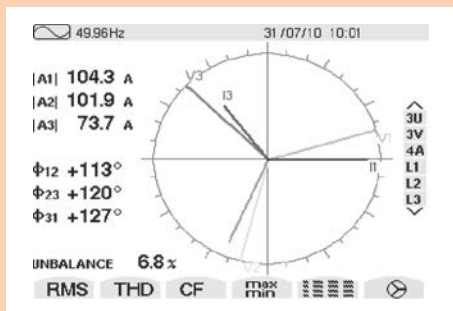 49.96Hz 31/07/10 10:01
|A1| 104.3 A
|A2| 101.9 A
|A3| 73.7 A
Φ12 +113°
Φ23 +120°
Φ31 +127°
UNBALANCE 6.8 %
V3
I3
V1
I1
V2
3U
3V
4A
L1
L2
L3
RMS THD CF max
min